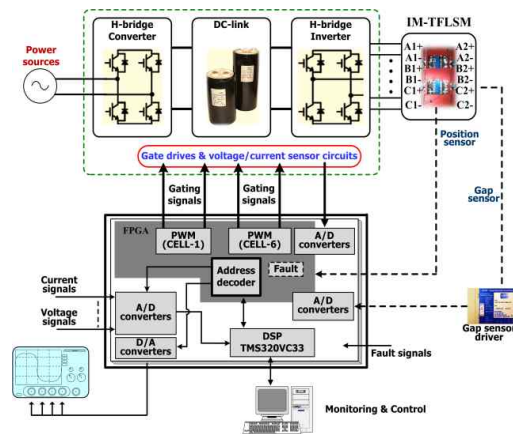 H-bridge
Converter
DC-link
H-bridge
Inverter
IM-TFLSM
Power
sources
A1+
A1-
B1+
B1-
C1+
C1-
A2+
A2-
B2+
B2-
C2+
C2-
Position
sensor
Gap
sensor
Gate drives & voltage/current sensor circuits
Gating
signals
Gating
signals
FPGA
PWM
(CELL-1)
PWM
(CELL-6)
A/D
converters
Address
decoder
Fault
Current
signals
Voltage
signals
A/D
converters
A/D
converters
D/A
converters
DSP
TMS320VC33
Gap sensor
driver
Fault signals
Monitoring & Control